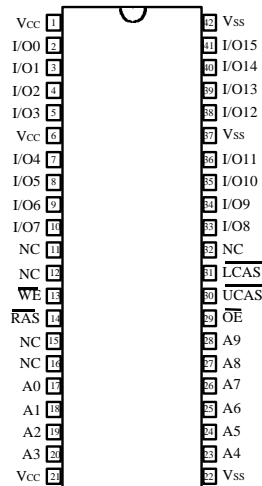 Vcc 1 42 Vss
I/O0 2 41 I/O15
I/O1 3 40 I/O14
I/O2 4 39 I/O13
I/O3 5 38 I/O12
Vcc 6 37 Vss
I/O4 7 36 I/O11
I/O5 8 35 I/O10
I/O6 9 34 I/O9
I/O7 10 33 I/O8
NC 11 32 NC
NC 12 31 LCAS
WE 13 30 UCAS
RAS 14 29 OE
NC 15 28 A9
NC 16 27 A8
A0 17 26 A7
A1 18 25 A6
A2 19 24 A5
A3 20 23 A4
Vcc 21 22 Vss